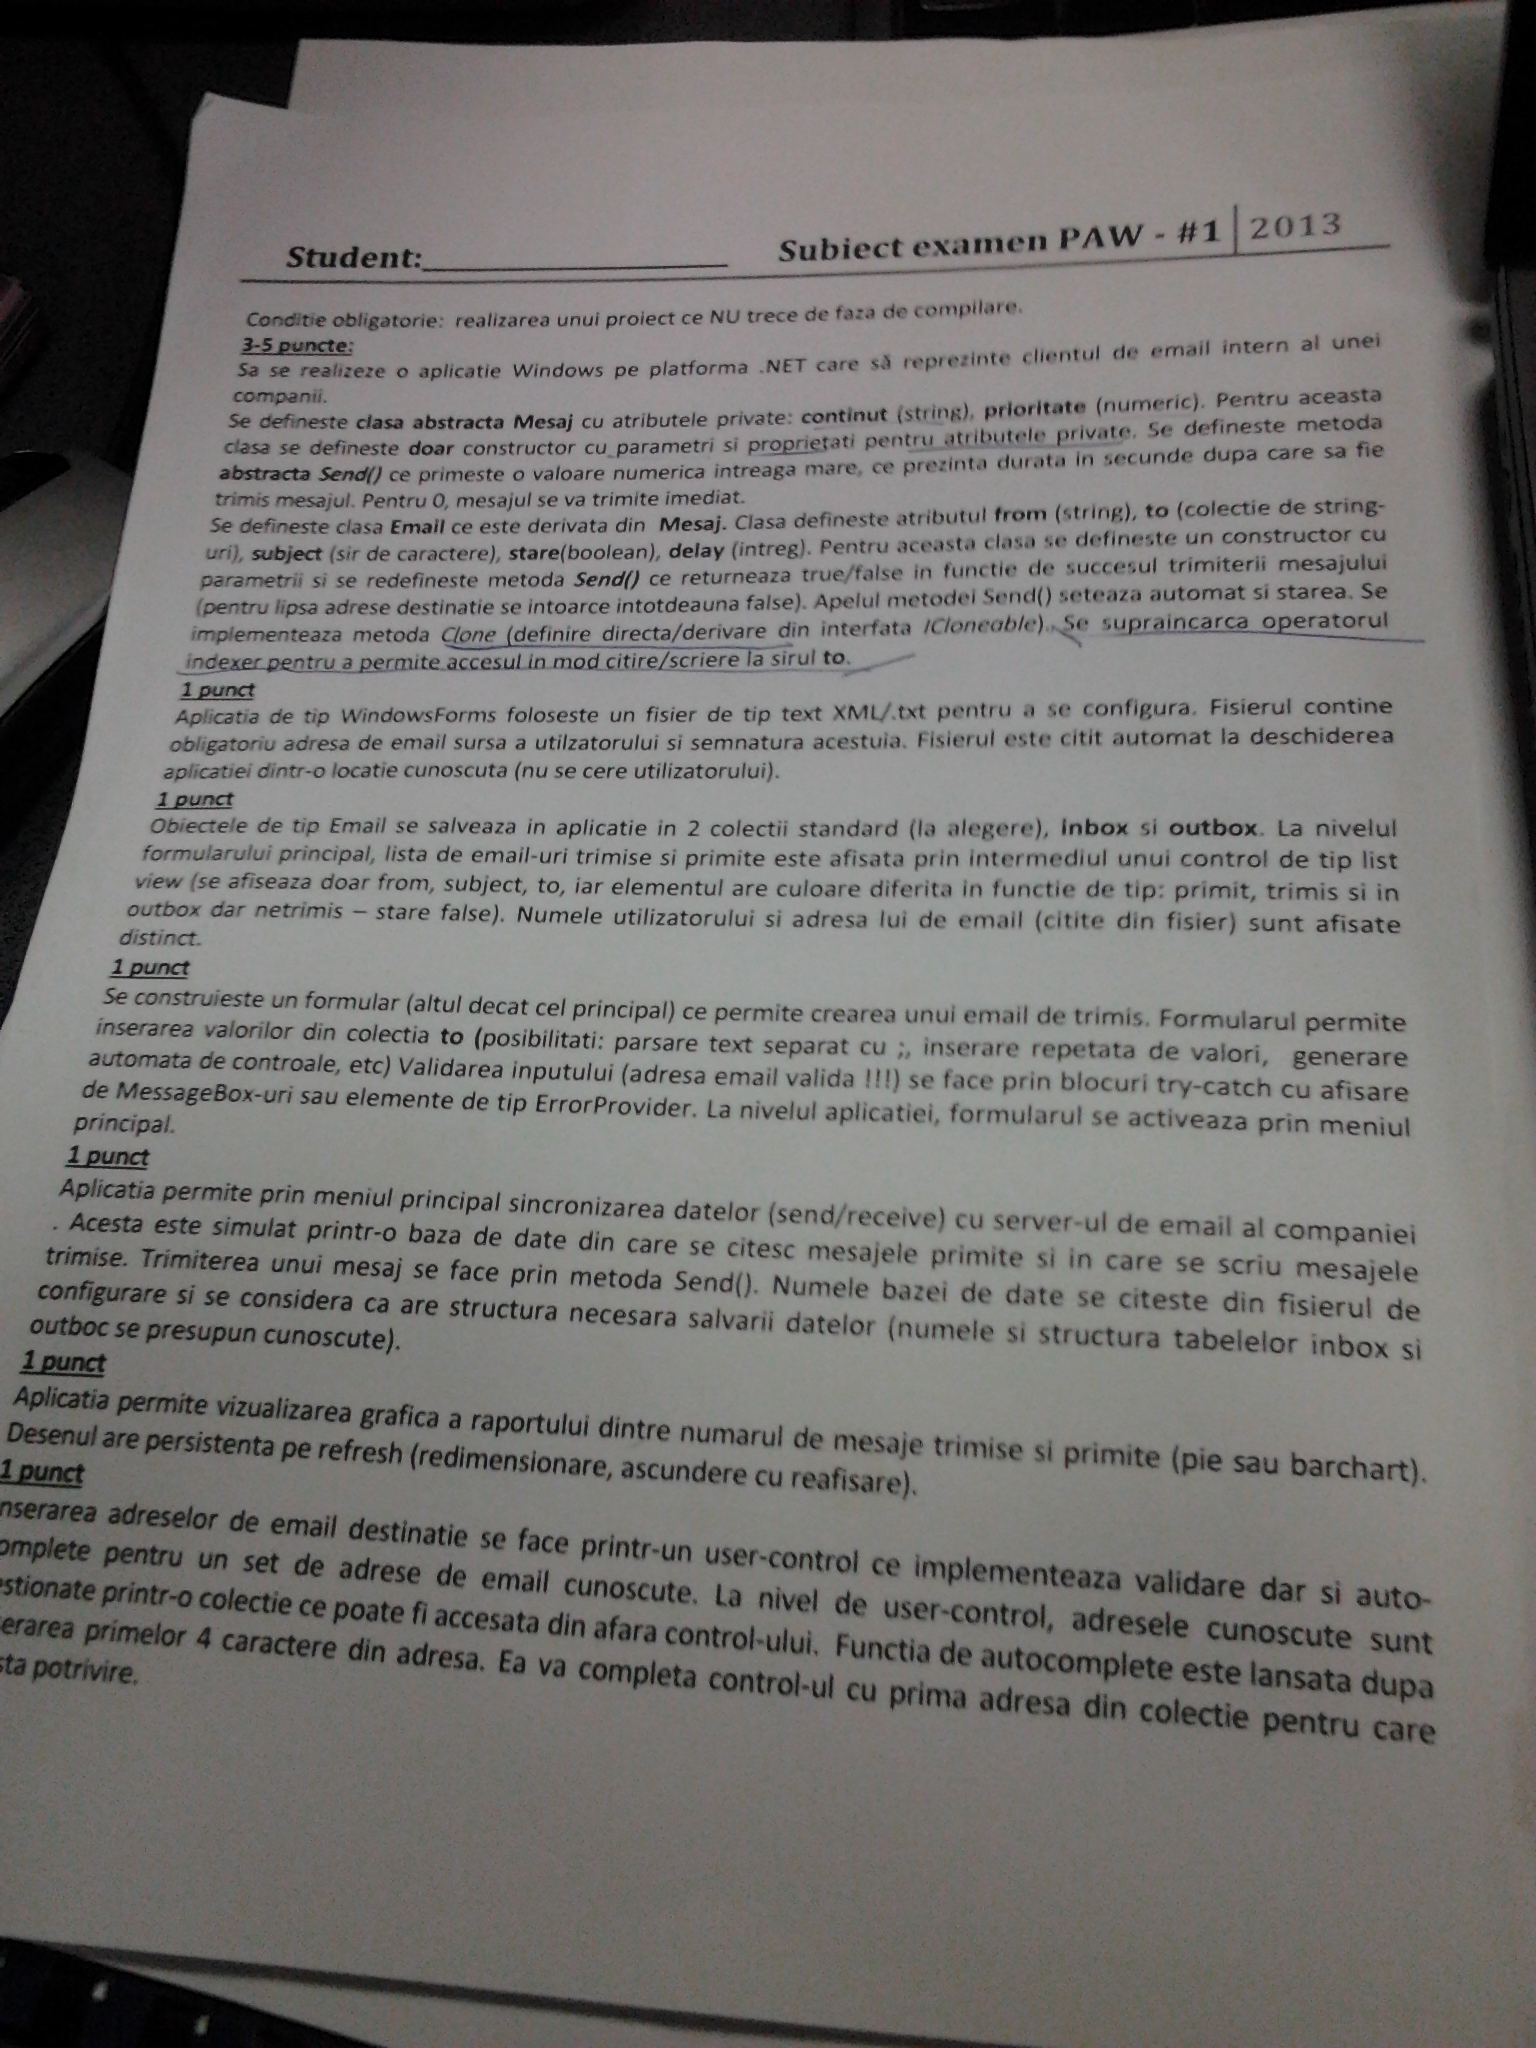 Student:____________________ Subiect examen PAW - #1 | 2013
Conditie obligatorie: realizarea unui proiect ce NU trece de faza de compilare.
3-5 puncte:
Sa se realizeze o aplicatie Windows pe platforma .NET care să reprezinte clientul de email intern al unei
companii.
Se defineste clasa abstracta Mesaj cu atributele private: continut (string), prioritate (numeric). Pentru aceasta
clasa se defineste doar constructor cu parametri si proprietati pentru atributele private. Se defineste metoda
abstracta Send() ce primeste o valoare numerica intreaga mare, ce prezinta durata in secunde dupa care sa fie
trimis mesajul. Pentru 0, mesajul se va trimite imediat.
Se defineste clasa Email ce este derivata din Mesaj. Clasa defineste atributul from (string), to (colectie de string-
uri), subject (sir de caractere), stare(boolean), delay (intreg). Pentru aceasta clasa se defineste un constructor cu
parametrii si se redefineste metoda Send() ce returneaza true/false in functie de succesul trimiterii mesajului
(pentru lipsa adrese destinatie se intoarce intotdeauna false). Apelul metodei Send() seteaza automat si starea. Se
implementeaza metoda Clone (definire directa/derivare din interfata ICloneable). Se supraincarca operatorul
indexer pentru a permite accesul in mod citire/scriere la sirul to.
1 punct
Aplicatia de tip WindowsForms foloseste un fisier de tip text XML/.txt pentru a se configura. Fisierul contine
obligatoriu adresa de email sursa a utilzatorului si semnatura acestuia. Fisierul este citit automat la deschiderea
aplicatiei dintr-o locatie cunoscuta (nu se cere utilizatorului).
1 punct
Obiectele de tip Email se salveaza in aplicatie in 2 colectii standard (la alegere), inbox si outbox. La nivelul
formularului principal, lista de email-uri trimise si primite este afisata prin intermediul unui control de tip list
view (se afiseaza doar from, subject, to, iar elementul are culoare diferita in functie de tip: primit, trimis si in
outbox dar netrimis – stare false). Numele utilizatorului si adresa lui de email (citite din fisier) sunt afisate
distinct.
1 punct
Se construieste un formular (altul decat cel principal) ce permite crearea unui email de trimis. Formularul permite
inserarea valorilor din colectia to (posibilitati: parsare text separat cu ;, inserare repetata de valori, generare
automata de controale, etc) Validarea inputului (adresa email valida !!!) se face prin blocuri try-catch cu afisare
de MessageBox-uri sau elemente de tip ErrorProvider. La nivelul aplicatiei, formularul se activeaza prin meniul
principal.
1 punct
Aplicatia permite prin meniul principal sincronizarea datelor (send/receive) cu server-ul de email al companiei
. Acesta este simulat printr-o baza de date din care se citesc mesajele primite si in care se scriu mesajele
trimise. Trimiterea unui mesaj se face prin metoda Send(). Numele bazei de date se citeste din fisierul de
configurare si se considera ca are structura necesara salvarii datelor (numele si structura tabelelor inbox si
outboc se presupun cunoscute).
1 punct
Aplicatia permite vizualizarea grafica a raportului dintre numarul de mesaje trimise si primite (pie sau barchart).
Desenul are persistenta pe refresh (redimensionare, ascundere cu reafisare).
1 punct
nserarea adreselor de email destinatie se face printr-un user-control ce implementeaza validare dar si auto-
omplete pentru un set de adrese de email cunoscute. La nivel de user-control, adresele cunoscute sunt
estionate printr-o colectie ce poate fi accesata din afara control-ului. Functia de autocomplete este lansata dupa
erarea primelor 4 caractere din adresa. Ea va completa control-ul cu prima adresa din colectie pentru care
sta potrivire.